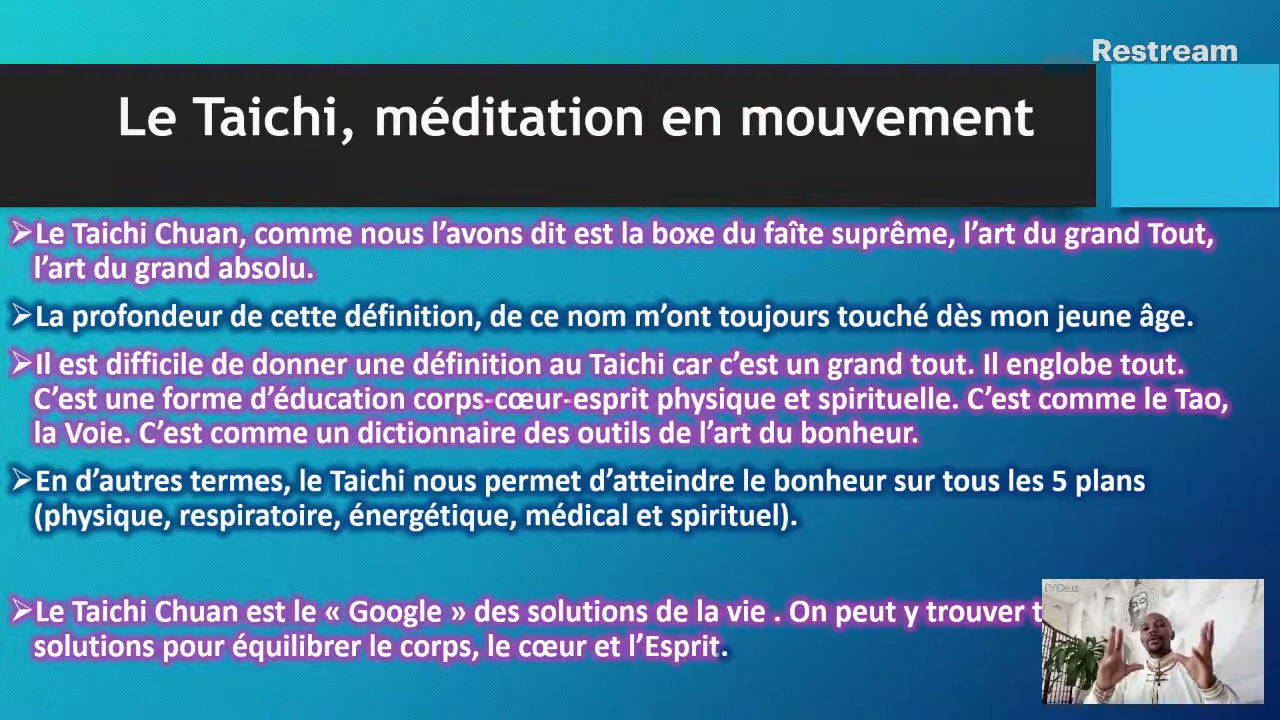 Restream
Le Taichi, méditation en mouvement
➢Le Taichi Chuan, comme nous l’avons dit est la boxe du faîte suprême, l’art du grand Tout,
l’art du grand absolu.
➢La profondeur de cette définition, de ce nom m’ont toujours touché dès mon jeune âge.
➢Il est difficile de donner une définition au Taichi car c’est un grand tout. Il englobe tout.
C’est une forme d’éducation corps-cœur-esprit physique et spirituelle. C’est comme le Tao,
la Voie. C’est comme un dictionnaire des outils de l’art du bonheur.
➢En d’autres termes, le Taichi nous permet d’atteindre le bonheur sur tous les 5 plans
(physique, respiratoire, énergétique, médical et spirituel).
➢Le Taichi Chuan est le « Google » des solutions de la vie . On peut y trouver
solutions pour équilibrer le corps, le cœur et l’Esprit.